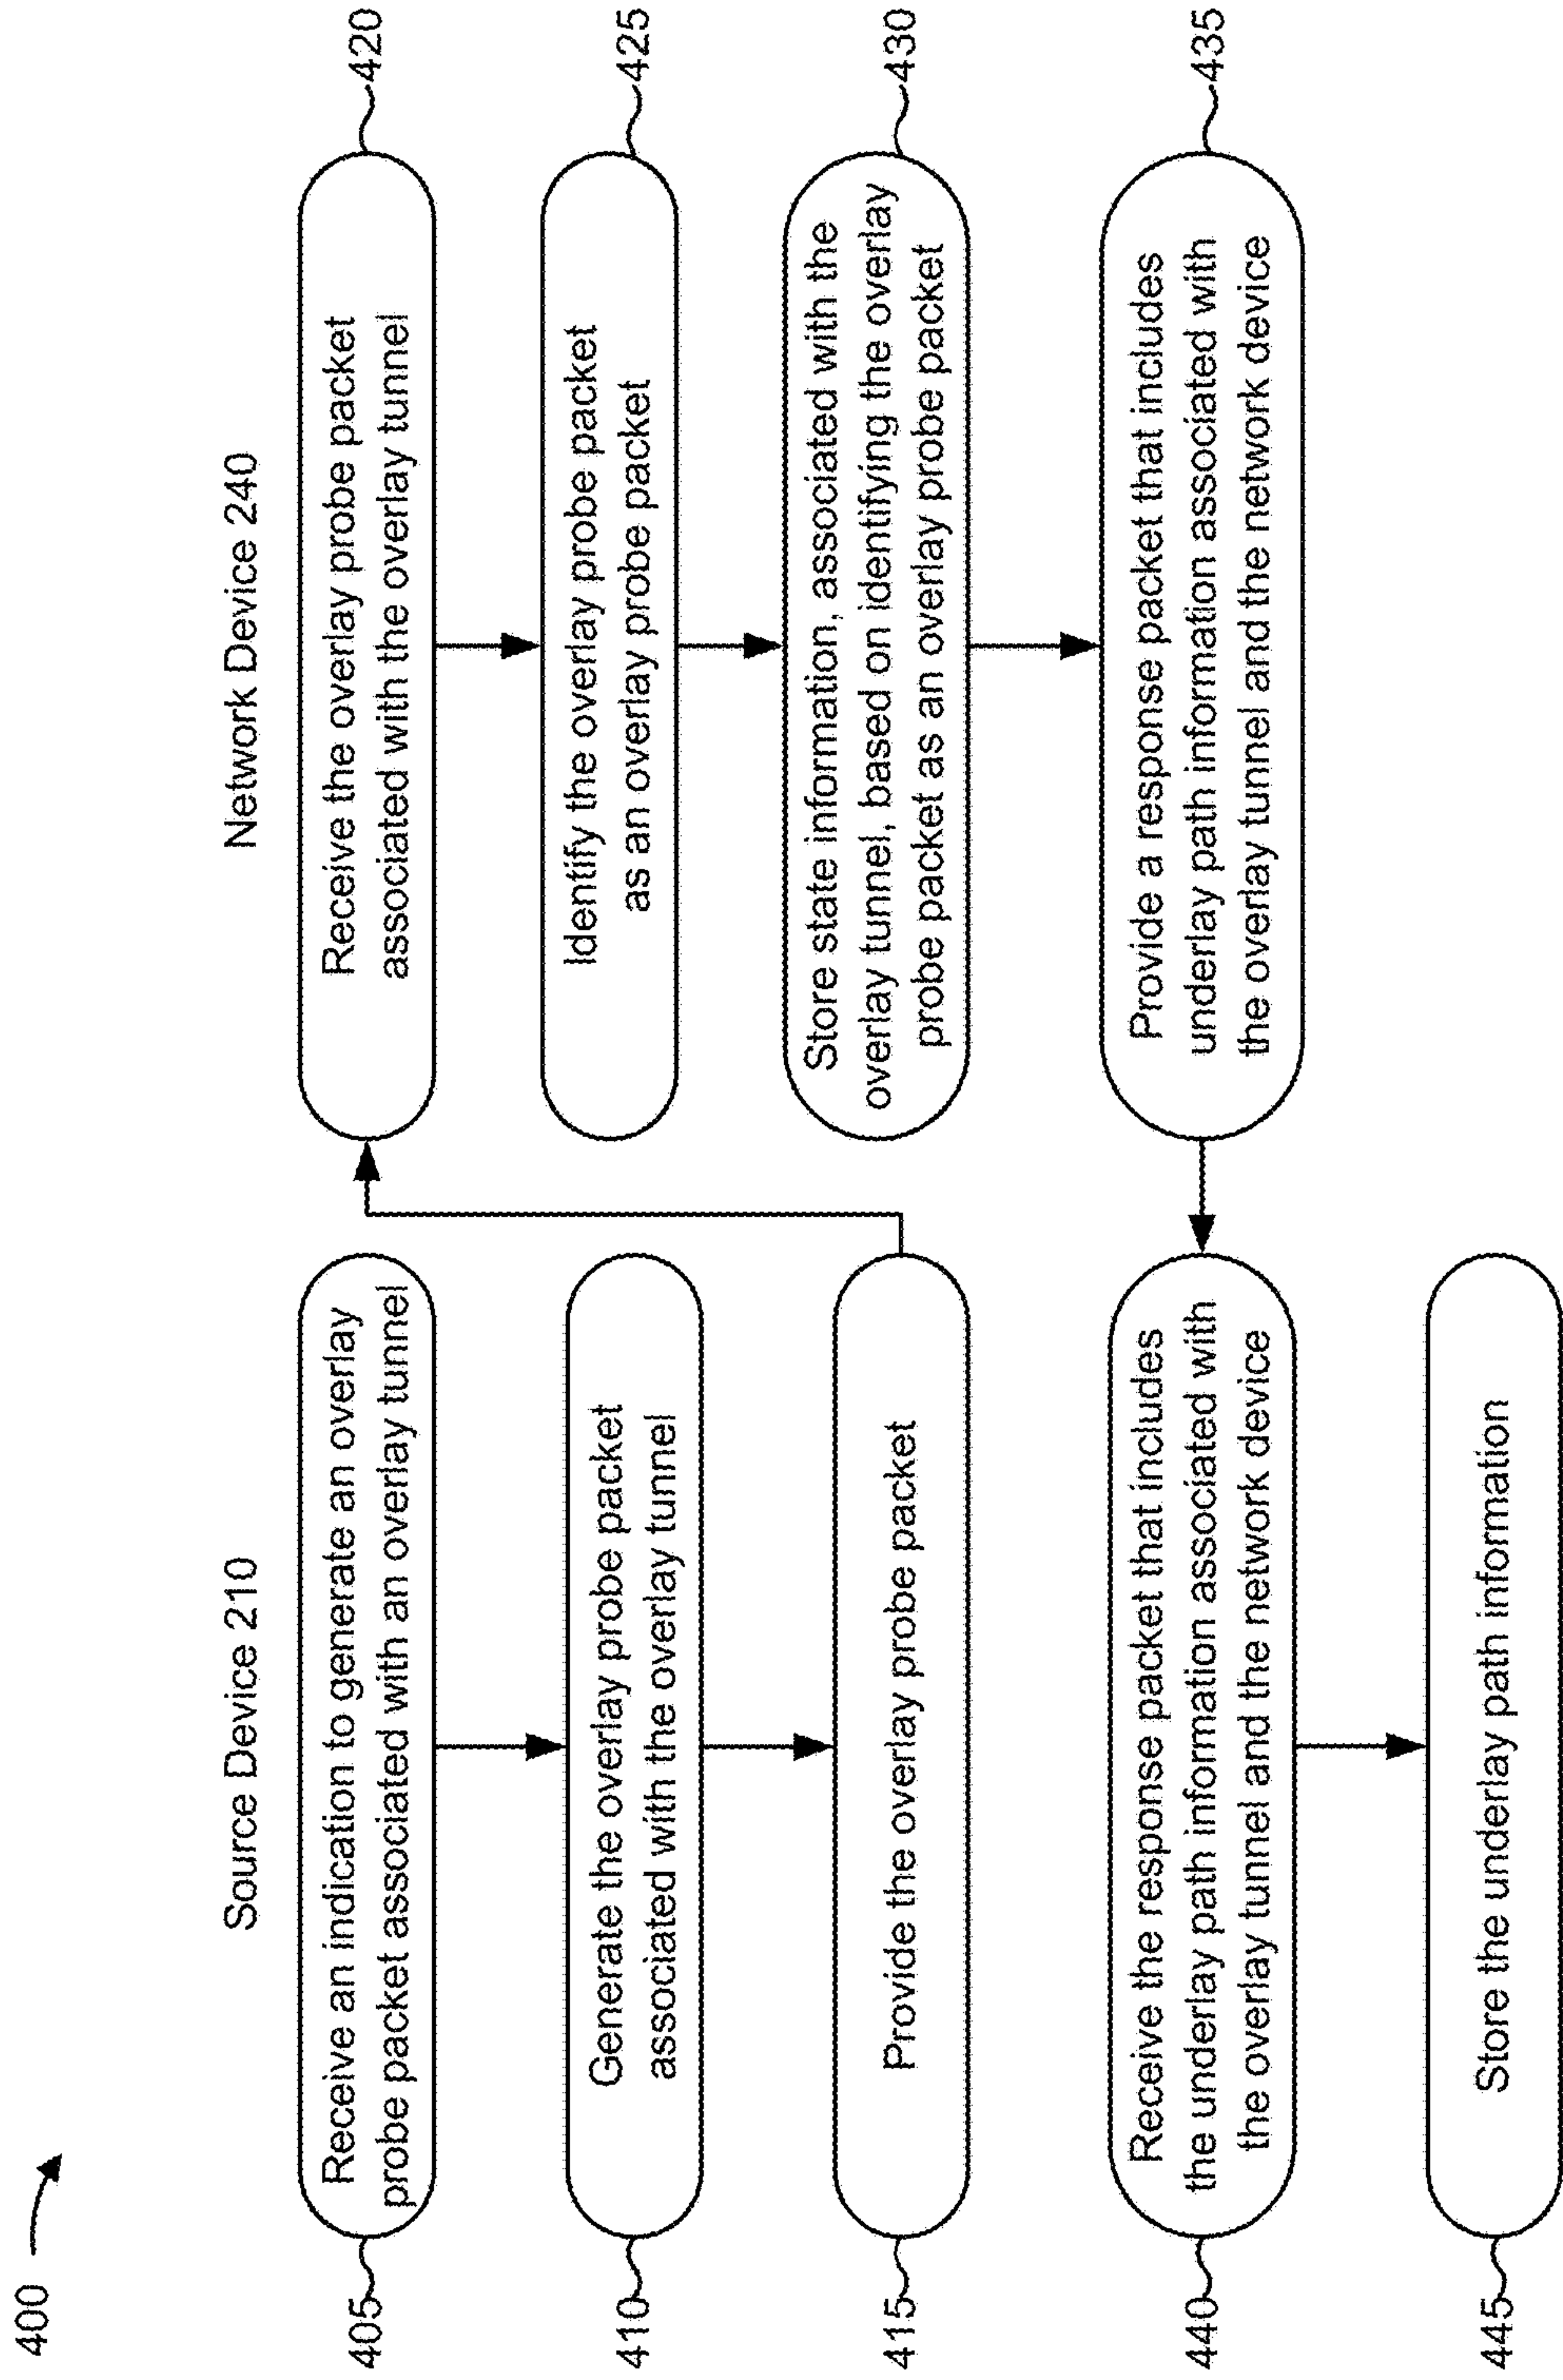 400
Source Device 210
405
Receive an indication to generate an overlay
probe packet associated with an overlay tunnel
410
Generate the overlay probe packet
associated with the overlay tunnel
415
Provide the overlay probe packet
Network Device 240
420
Receive the overlay probe packet
associated with the overlay tunnel
425
Identify the overlay probe packet
as an overlay probe packet
430
Store state information, associated with the
overlay tunnel, based on identifying the overlay
probe packet as an overlay probe packet
435
Provide a response packet that includes
underlay path information associated with
the overlay tunnel and the network device
440
Receive the response packet that includes
the underlay path information associated with
the overlay tunnel and the network device
445
Store the underlay path information